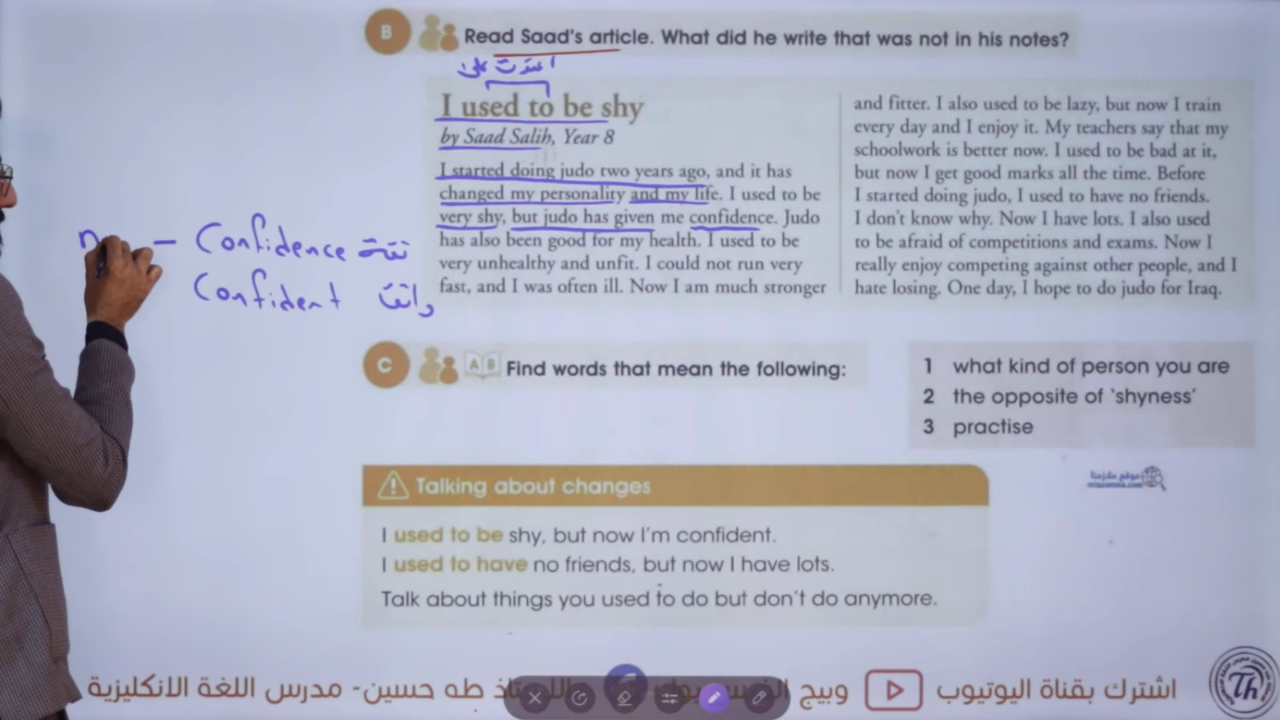 B Read Saad's article. What did he write that was not in his notes?
I used to be shy
by Saad Salih, Year 8
I started doing judo two years ago, and it has
changed my personality and my life. I used to be
very shy, but judo has given me confidence. Judo
has also been good for my health. I used to be
very unhealthy and unfit. I could not run very
fast, and I was often ill. Now I am much stronger
and fitter. I also used to be lazy, but now I train
every day and I enjoy it. My teachers say that my
schoolwork is better now. I used to be bad at it,
but now I get good marks all the time. Before
I started doing judo, I used to have no friends.
I don't know why. Now I have lots. I also used
to be afraid of competitions and exams. Now I
really enjoy competing against other people, and I
hate losing. One day, I hope to do judo for Iraq.
n – Confidence ثقة
Confident واثق
C AB Find words that mean the following:
1 what kind of person you are
2 the opposite of 'shyness'
3 practise
موقع ملازمنا
mlazemna.com
Talking about changes
I used to be shy, but now I'm confident.
I used to have no friends, but now I have lots.
Talk about things you used to do but don't do anymore.
اشترك بقناة اليوتيوب وبيج طه حسين- مدرس اللغة الانكليزية
Th